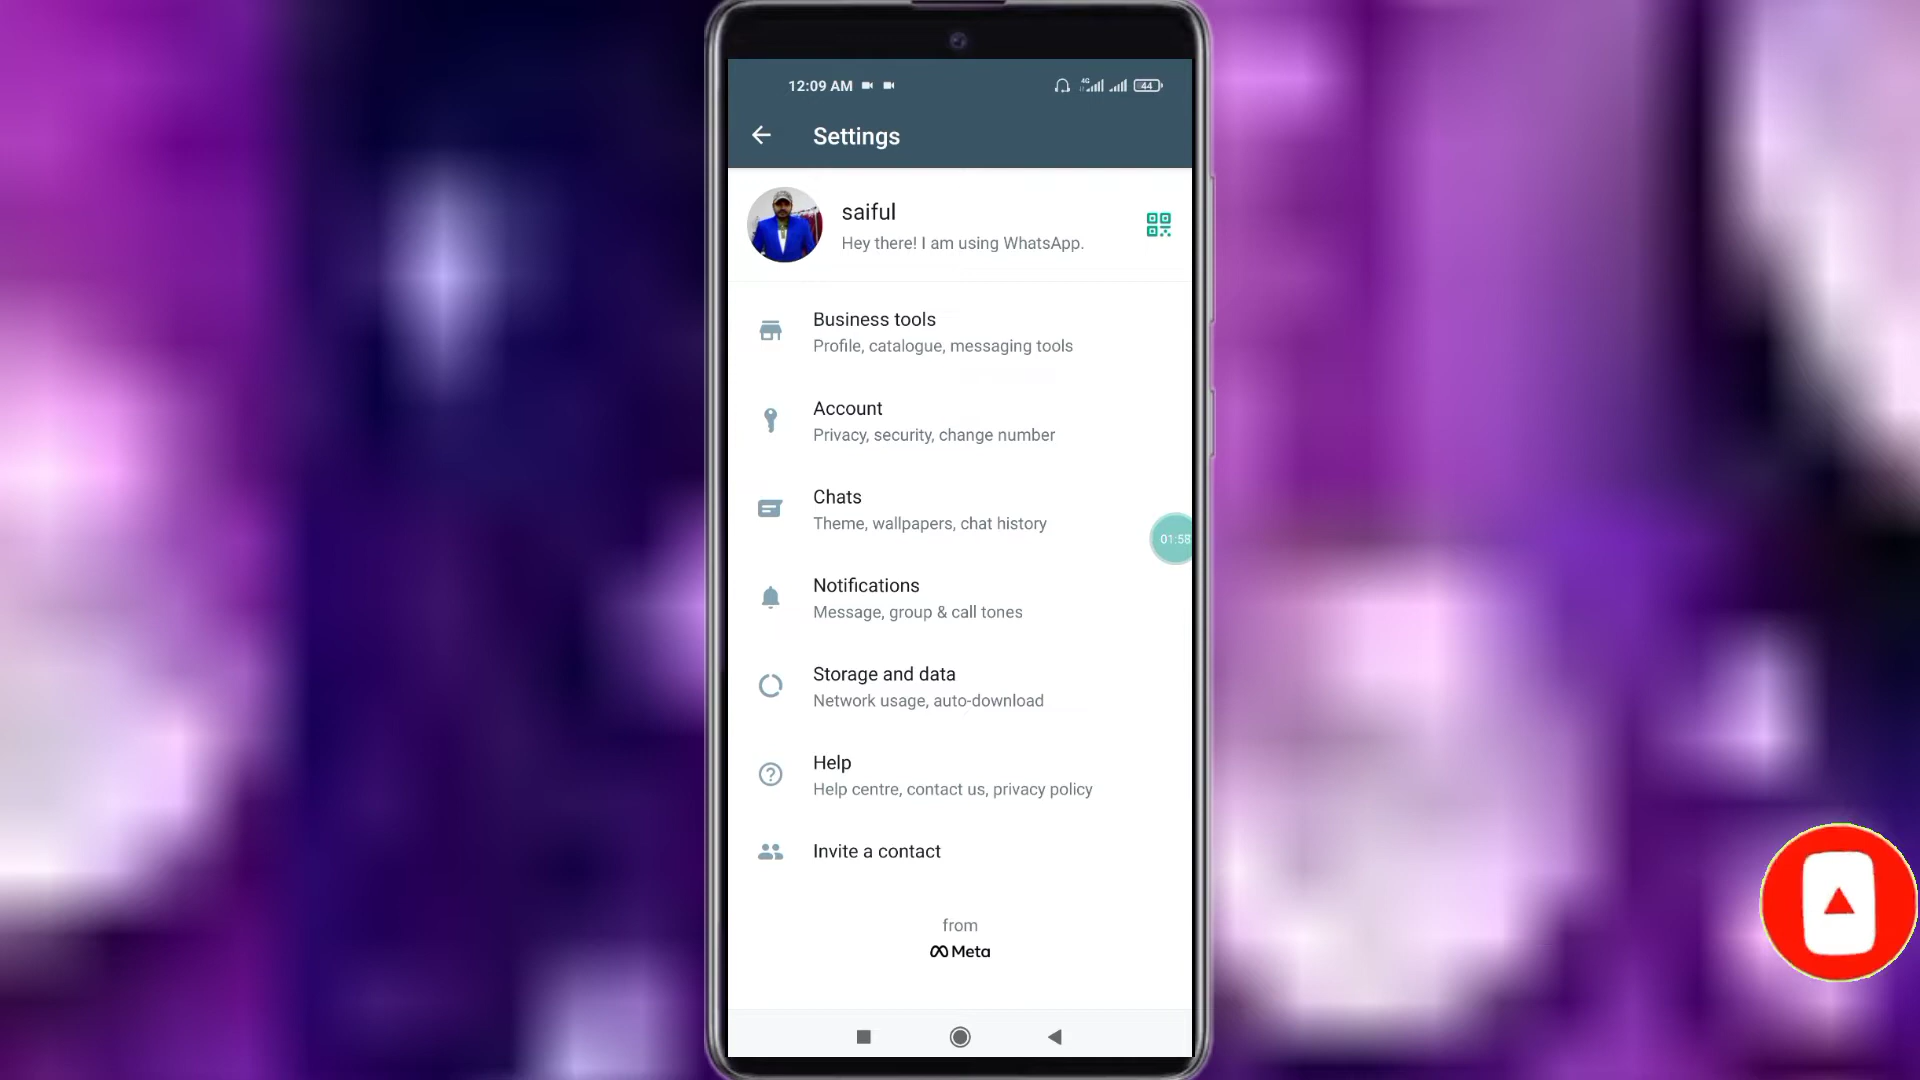 12:09 AM
4G
44
Settings
saiful
Hey there! I am using WhatsApp.
Business tools
Profile, catalogue, messaging tools
Account
Privacy, security, change number
Chats
Theme, wallpapers, chat history
01:58
Notifications
Message, group & call tones
Storage and data
Network usage, auto-download
Help
Help centre, contact us, privacy policy
Invite a contact
from
Meta